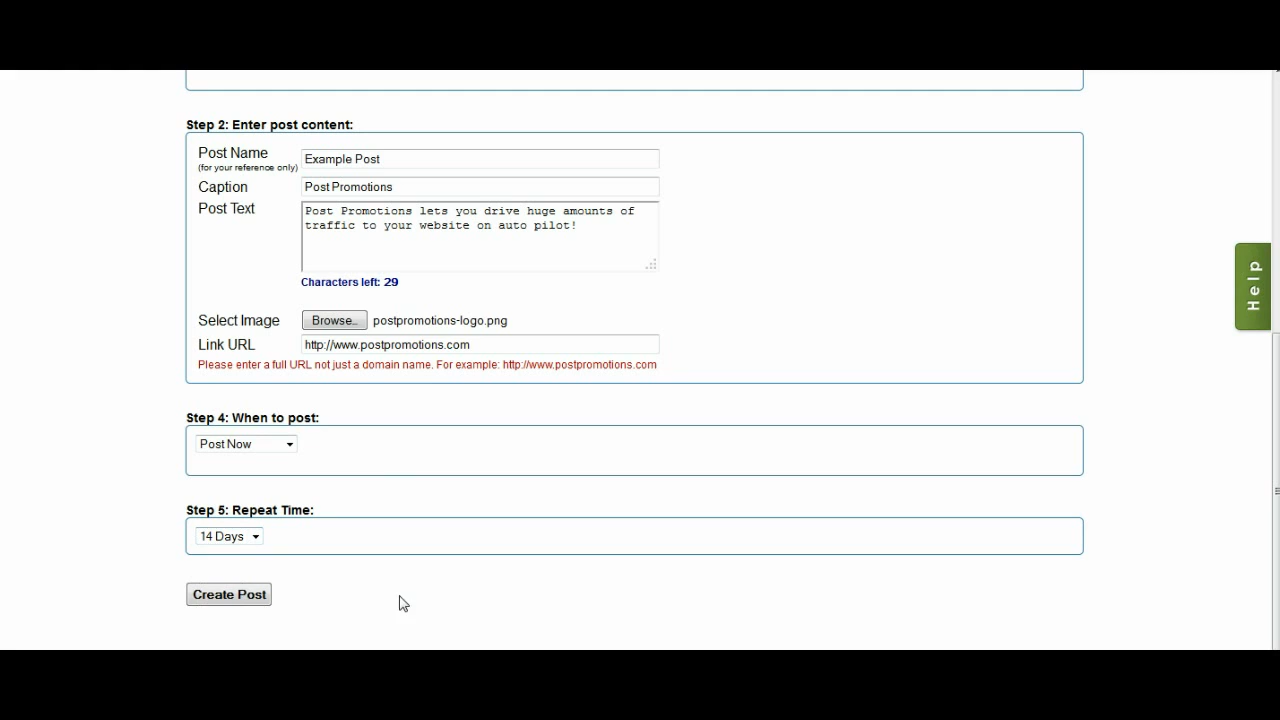 Step 2: Enter post content:
Post Name
(for your reference only)
Example Post
Caption
Post Promotions
Post Text
Post Promotions lets you drive huge amounts of
traffic to your website on auto pilot!
Characters left: 29
Select Image
Browse...
postpromotions-logo.png
Link URL
http://www.postpromotions.com
Please enter a full URL not just a domain name. For example: http://www.postpromotions.com
Step 4: When to post:
Post Now
Step 5: Repeat Time:
14 Days
Create Post
Help